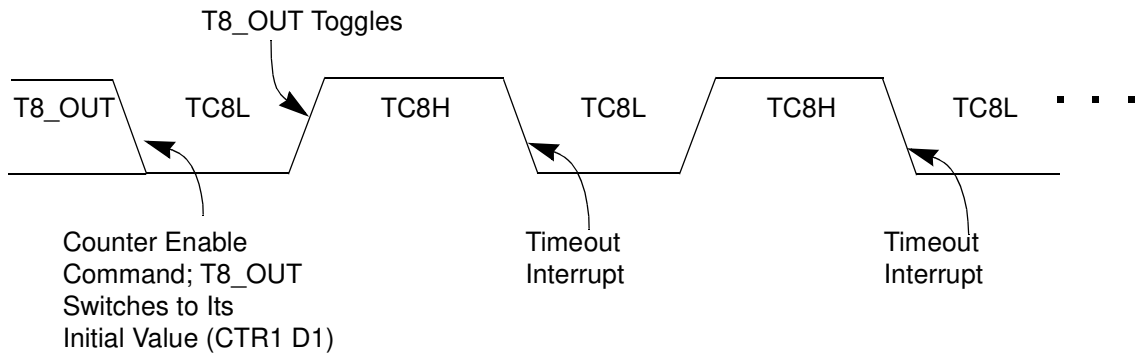 T8_OUT Toggles
T8_OUT
TC8L
TC8H
TC8L
TC8H
TC8L
Counter Enable
Command; T8_OUT
Switches to Its
Initial Value (CTR1 D1)
Timeout
Interrupt
Timeout
Interrupt